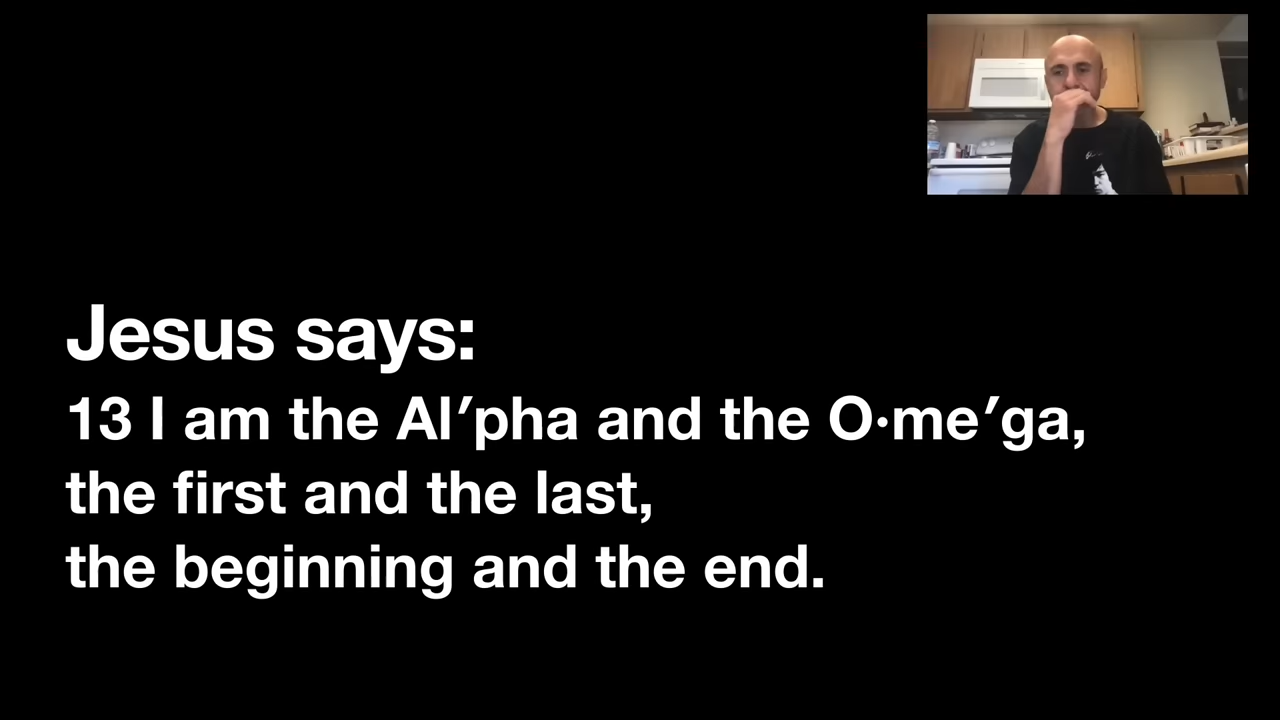 Jesus says:
13 I am the Al′pha and the O·me′ga,
the first and the last,
the beginning and the end.